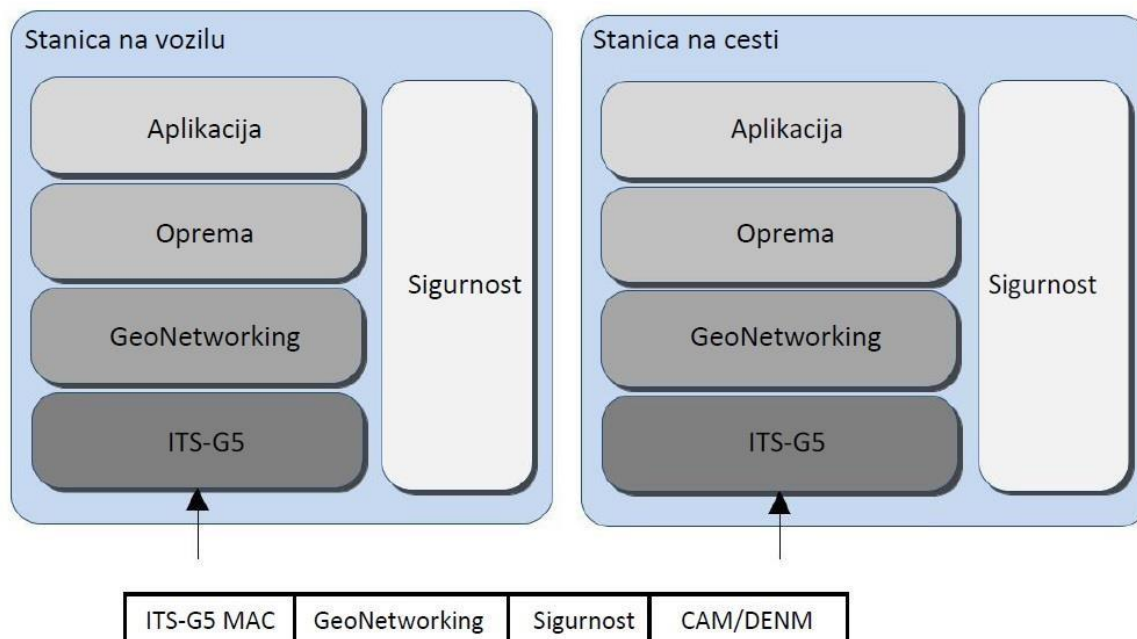 Stanica na vozilu
Aplikacija
Oprema
GeoNetworking
ITS-G5
Sigurnost
Stanica na cesti
Aplikacija
Oprema
GeoNetworking
ITS-G5
Sigurnost
ITS-G5 MAC GeoNetworking Sigurnost CAM/DENM